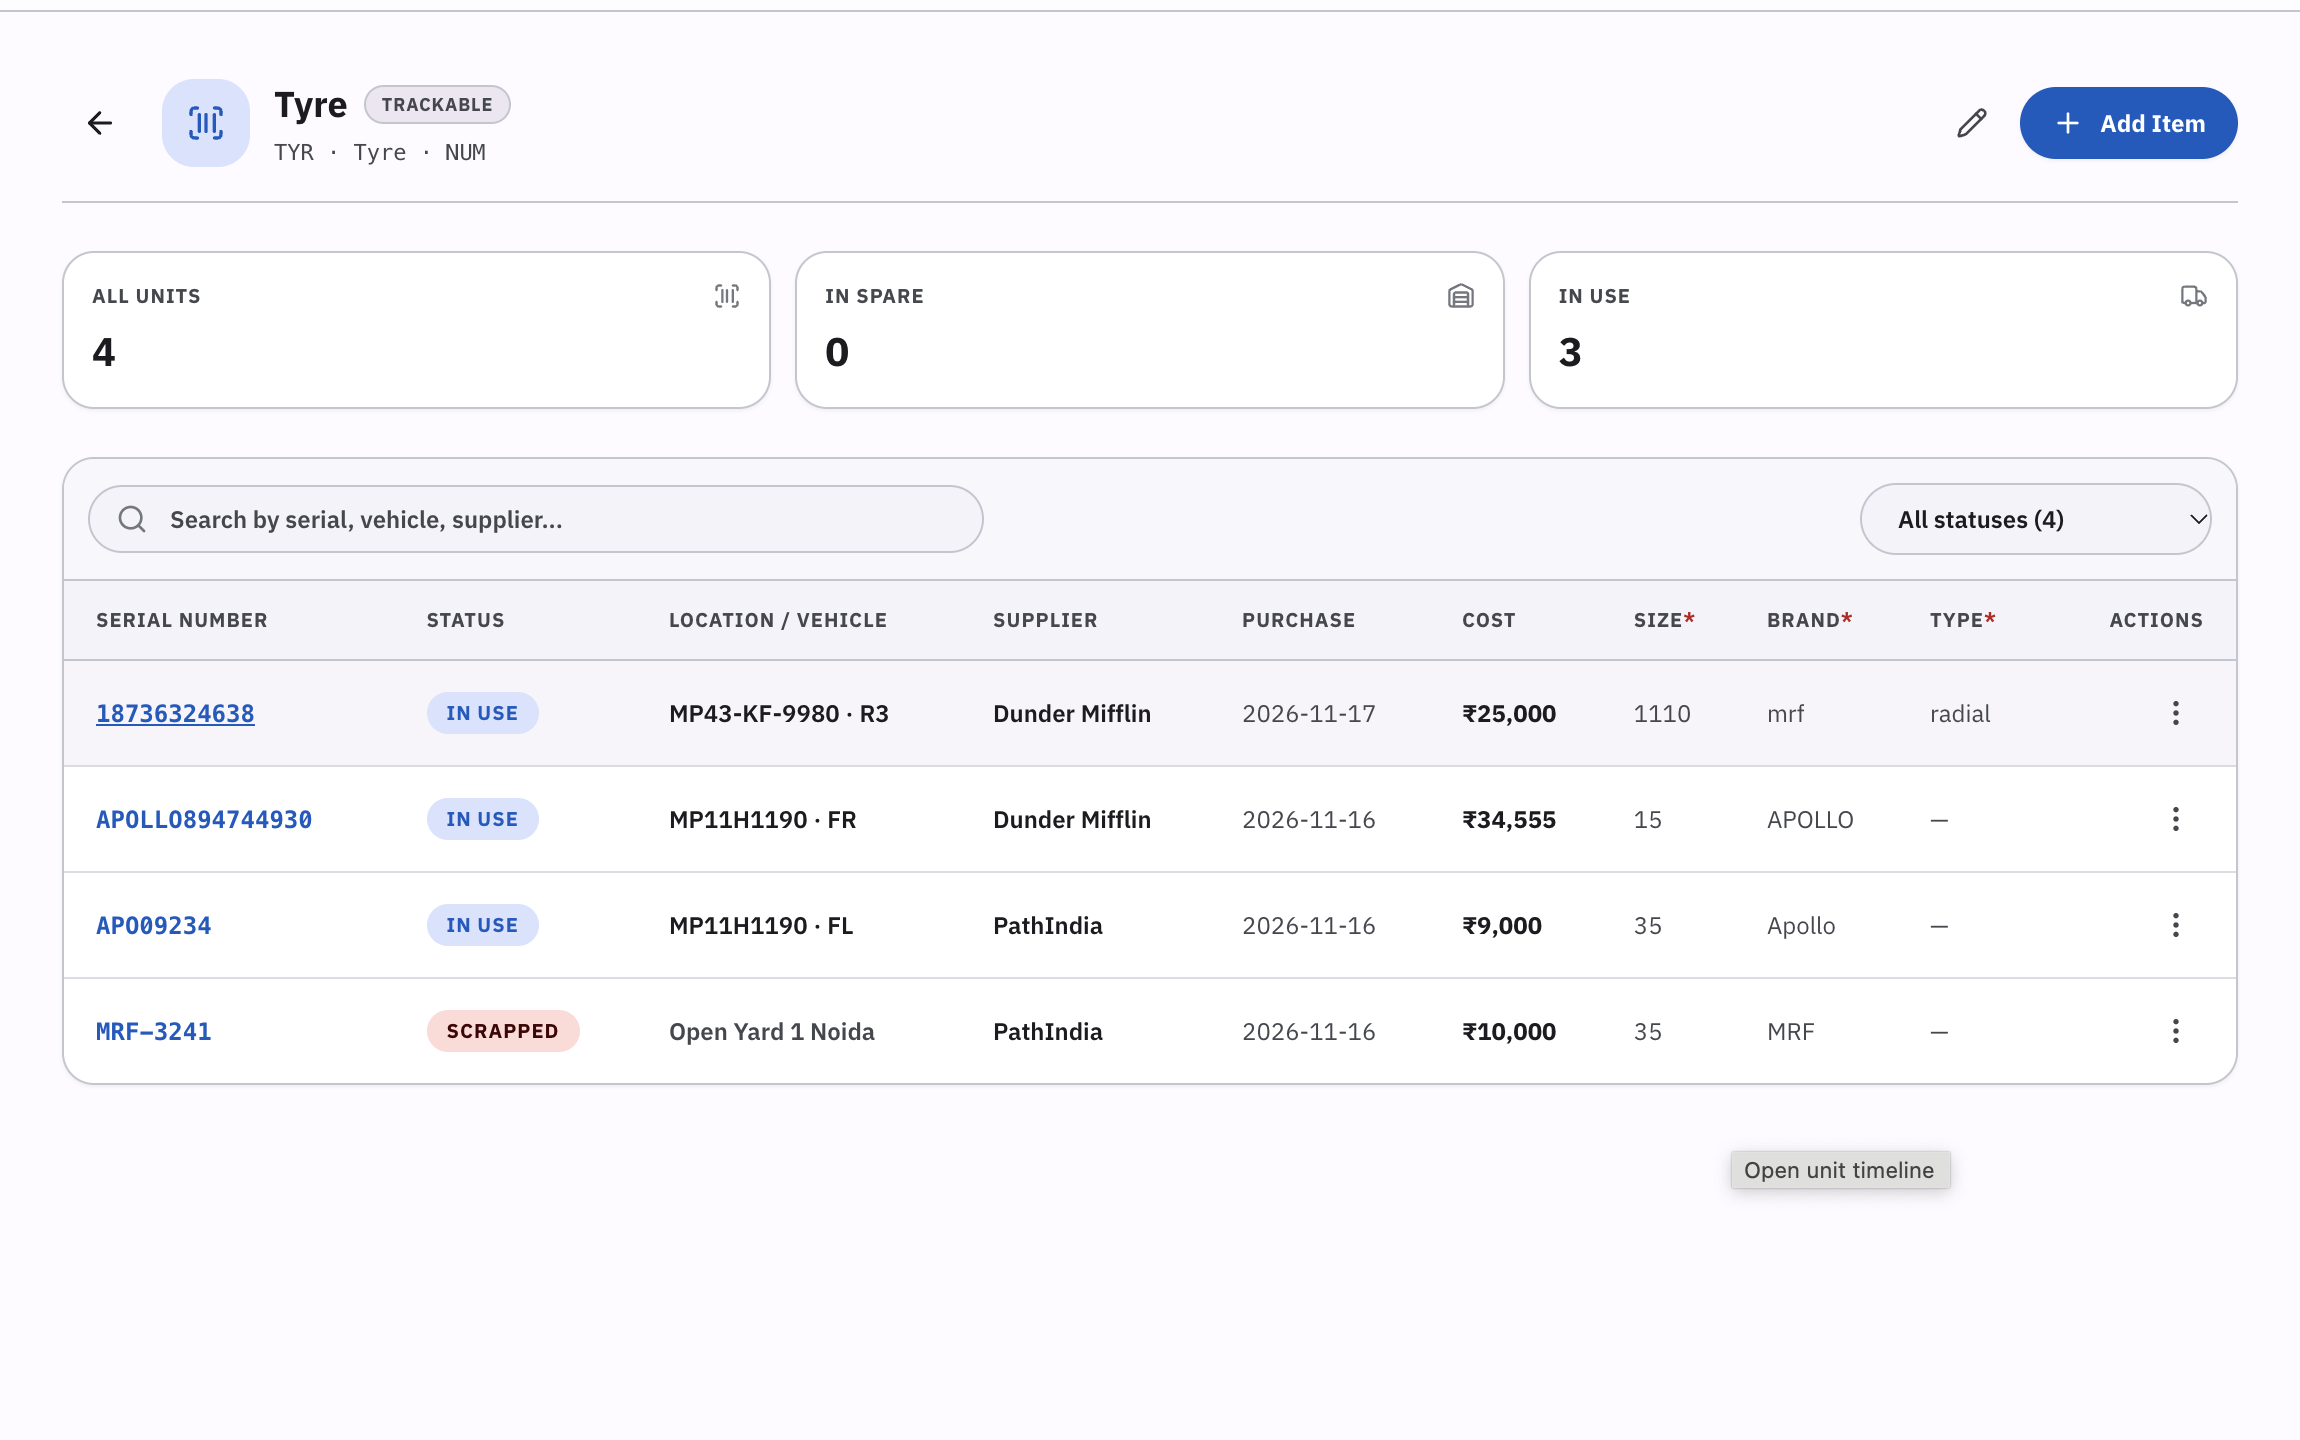 Tyre TRACKABLE
TYR · Tyre · NUM
Add Item
ALL UNITS
4
IN SPARE
0
IN USE
3
Search by serial, vehicle, supplier...
All statuses (4)
SERIAL NUMBER STATUS LOCATION / VEHICLE SUPPLIER PURCHASE COST SIZE* BRAND* TYPE* ACTIONS
18736324638 IN USE MP43-KF-9980 · R3 Dunder Mifflin 2026-11-17 ₹25,000 1110 mrf radial
APOLLO894744930 IN USE MP11H1190 · FR Dunder Mifflin 2026-11-16 ₹34,555 15 APOLLO —
APO09234 IN USE MP11H1190 · FL PathIndia 2026-11-16 ₹9,000 35 Apollo —
MRF-3241 SCRAPPED Open Yard 1 Noida PathIndia 2026-11-16 ₹10,000 35 MRF —
Open unit timeline